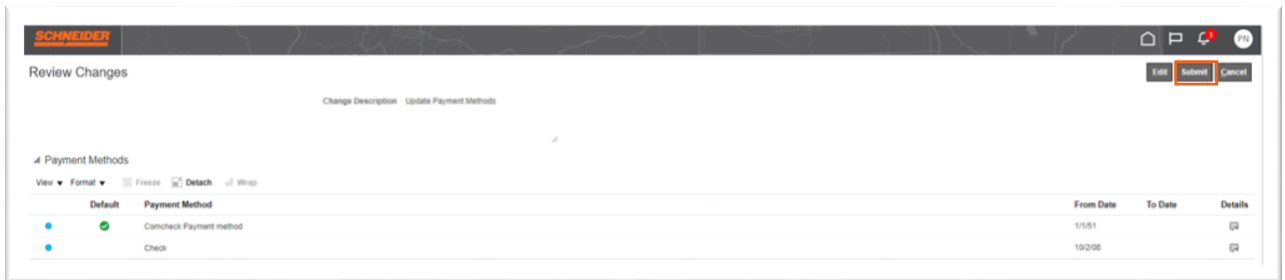 SCHNEIDER
PN
Review Changes
Edit Submit Cancel
Change Description Update Payment Methods
Payment Methods
View Format Freeze Detach Wrap
Default Payment Method From Date To Date Details
Comcheck Payment method 1/1/51
Check 10/2/08